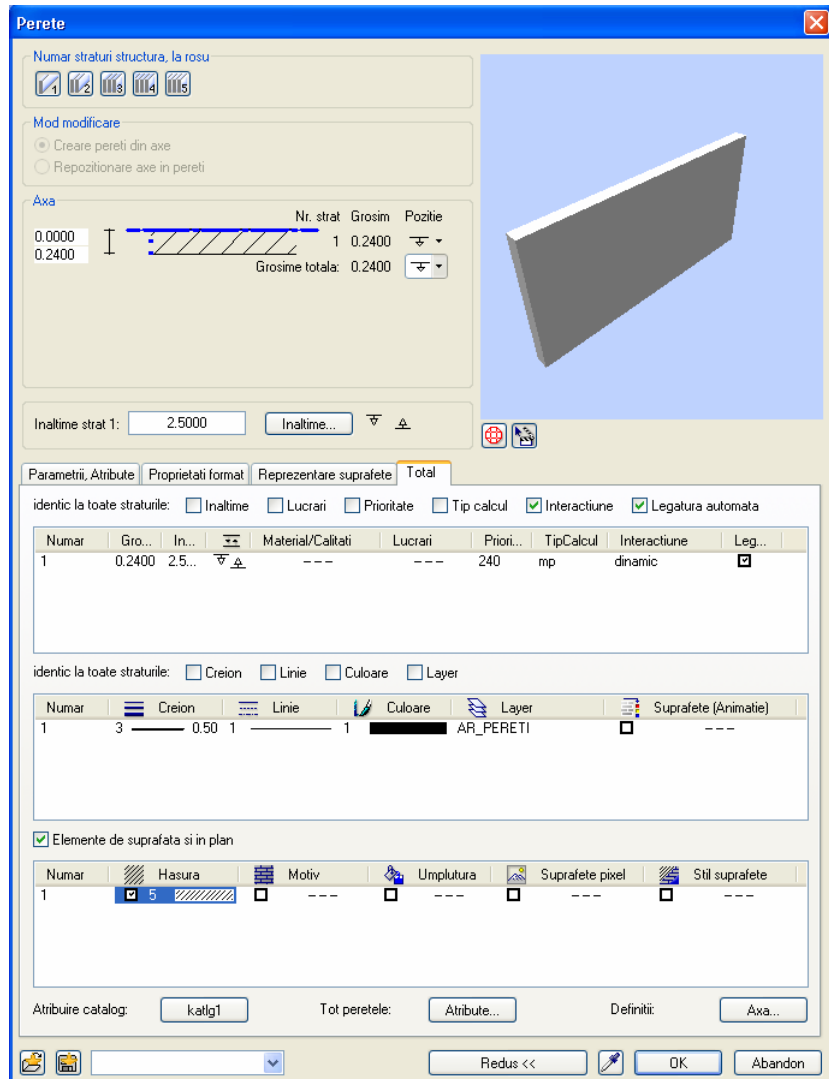 Perete
Numar straturi structura, la rosu
1 2 3 4 5
Mod modificare
Creare pereti din axe
Repozitionare axe in pereti
Axa
Nr. strat Grosim Pozitie
0.0000
0.2400
1 0.2400
Grosime totala: 0.2400
Inaltime strat 1: 2.5000 Inaltime...
Parametrii, Atribute Proprietati format Reprezentare suprafete Total
identic la toate straturile: Inaltime Lucrari Prioritate Tip calcul Interactiune Legatura automata
Numar Gro... In... Material/Calitati Lucrari Priori... TipCalcul Interactiune Leg...
1 0.2400 2.5... --- --- 240 mp dinamic
identic la toate straturile: Creion Linie Culoare Layer
Numar Creion Linie Culoare Layer Suprafete (Animatie)
1 3 0.50 1 1 AR_PERETI ---
Elemente de suprafata si in plan
Numar Hasura Motiv Umplutura Suprafete pixel Stil suprafete
1 5 --- --- --- ---
Atribuire catalog: katlg1 Tot peretele: Atribute... Definitii: Axa...
Redus << OK Abandon